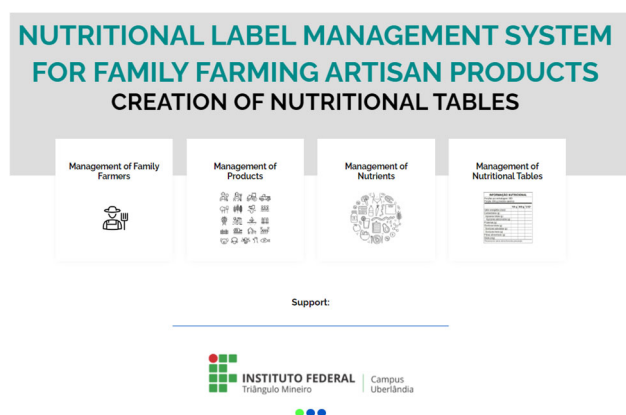 NUTRITIONAL LABEL MANAGEMENT SYSTEM
FOR FAMILY FARMING ARTISAN PRODUCTS
CREATION OF NUTRITIONAL TABLES
Management of Family
Farmers
Management of
Products
Management of
Nutrients
Management of
Nutritional Tables
INFORMAÇÃO NUTRICIONAL
Support:
INSTITUTO FEDERAL
Triângulo Mineiro
Campus
Uberlândia